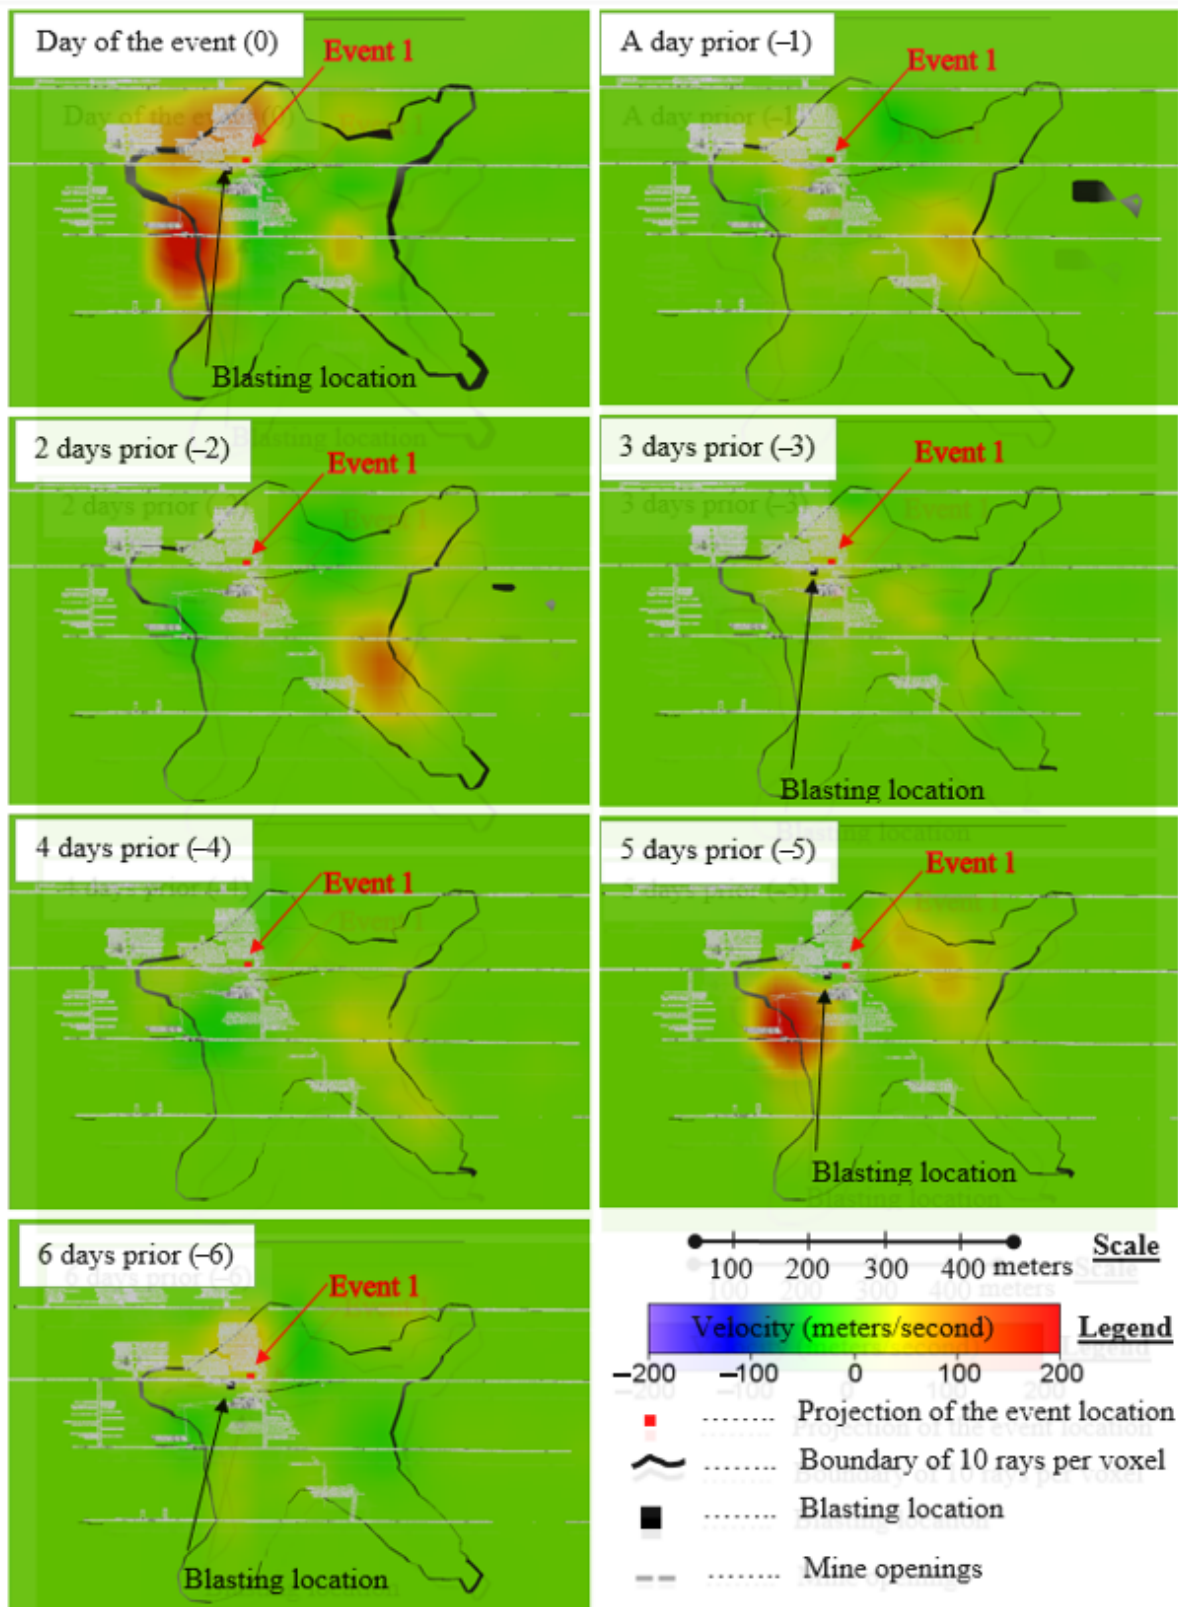 Day of the event (0)
Event 1
Blasting location
A day prior (–1)
Event 1
2 days prior (–2)
Event 1
3 days prior (–3)
Event 1
Blasting location
4 days prior (–4)
Event 1
5 days prior (–5)
Event 1
Blasting location
6 days prior (–6)
Event 1
Blasting location
100 200 300 400 meters Scale
Velocity (meters/second) Legend
–200 –100 0 100 200
Projection of the event location
Boundary of 10 rays per voxel
Blasting location
Mine openings